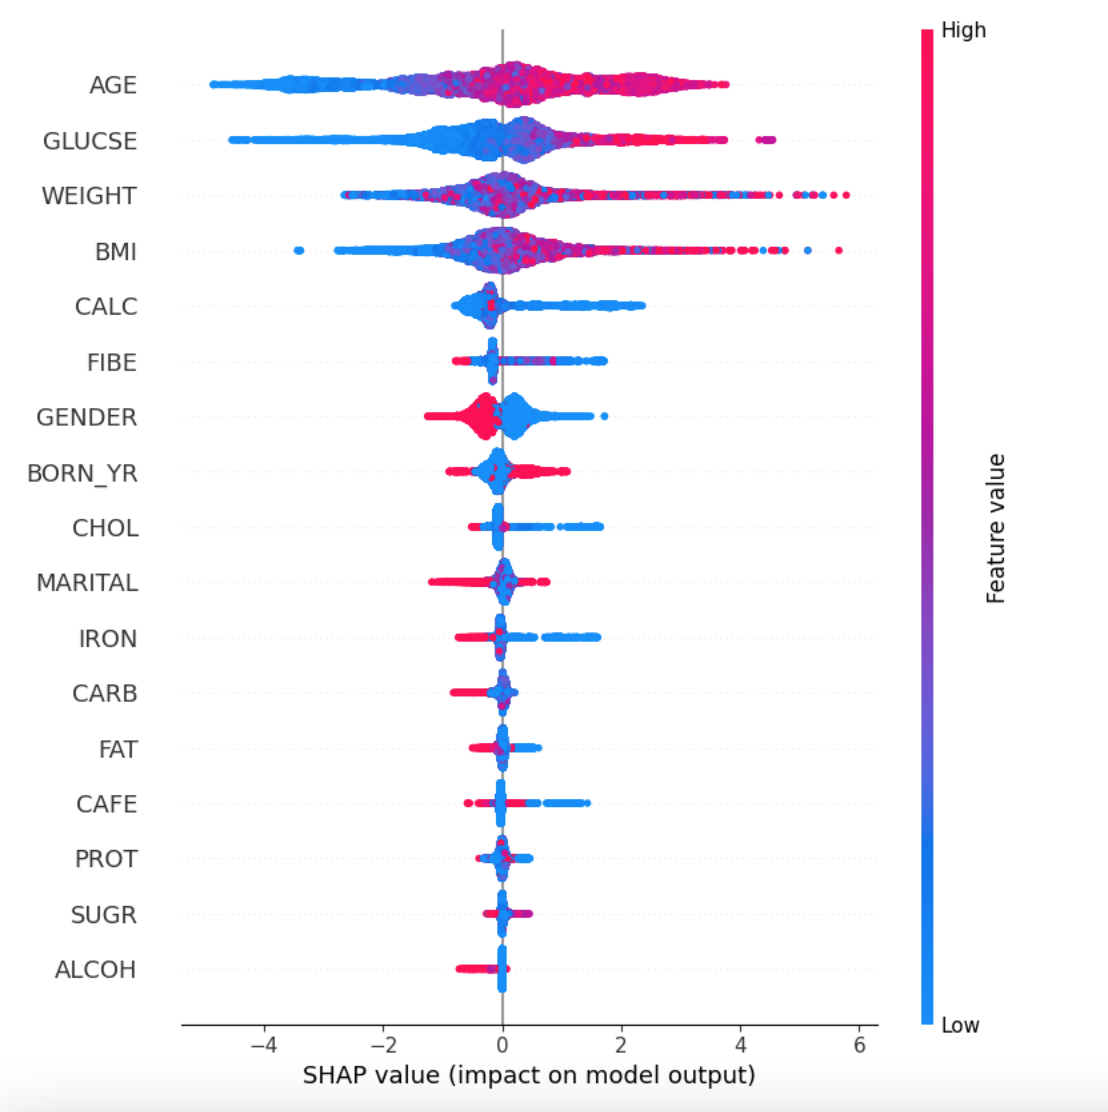 High
AGE
GLUCSE
WEIGHT
BMI
CALC
FIBE
GENDER
BORN_YR
CHOL
MARITAL
IRON
CARB
FAT
CAFE
PROT
SUGR
ALCOH
Feature value
Low
−4 −2 0 2 4 6
SHAP value (impact on model output)